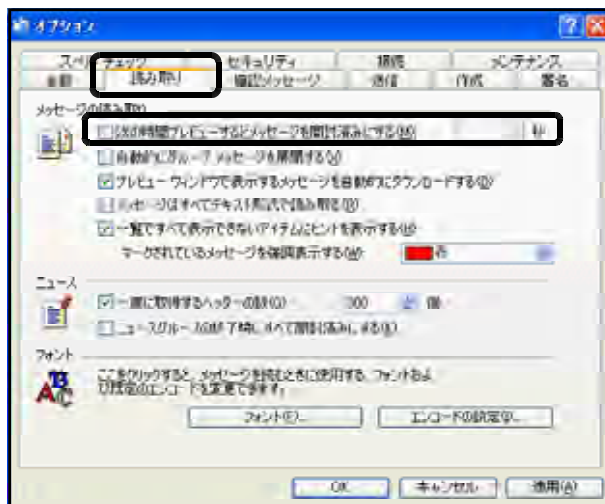 オプション
スペルチェック セキュリティ 接続 メンテナンス
全般 読み取り 確認メッセージ 送信 作成 署名
メッセージの読み取り
次の時間プレビューするとメッセージを開封済みにする(M) 秒
自動的にグループ メッセージを展開する(X)
プレビュー ウィンドウで表示するメッセージを自動的にダウンロードする(D)
メッセージはすべてテキスト形式で読み取る(R)
一覧ですべて表示できないアイテムにヒントを表示する
マークされているメッセージを強調表示する(W) 赤
ニュース
一度に取得するヘッダーの数(G) 300 個
ニュースグループの終了時にすべて開封済みにする(K)
フォント
ここをクリックすると、メッセージを読むときに使用する、フォントおよ
び既定のエンコードを変更できます。
フォント(F)... エンコードの設定(I)...
OK キャンセル 適用(A)